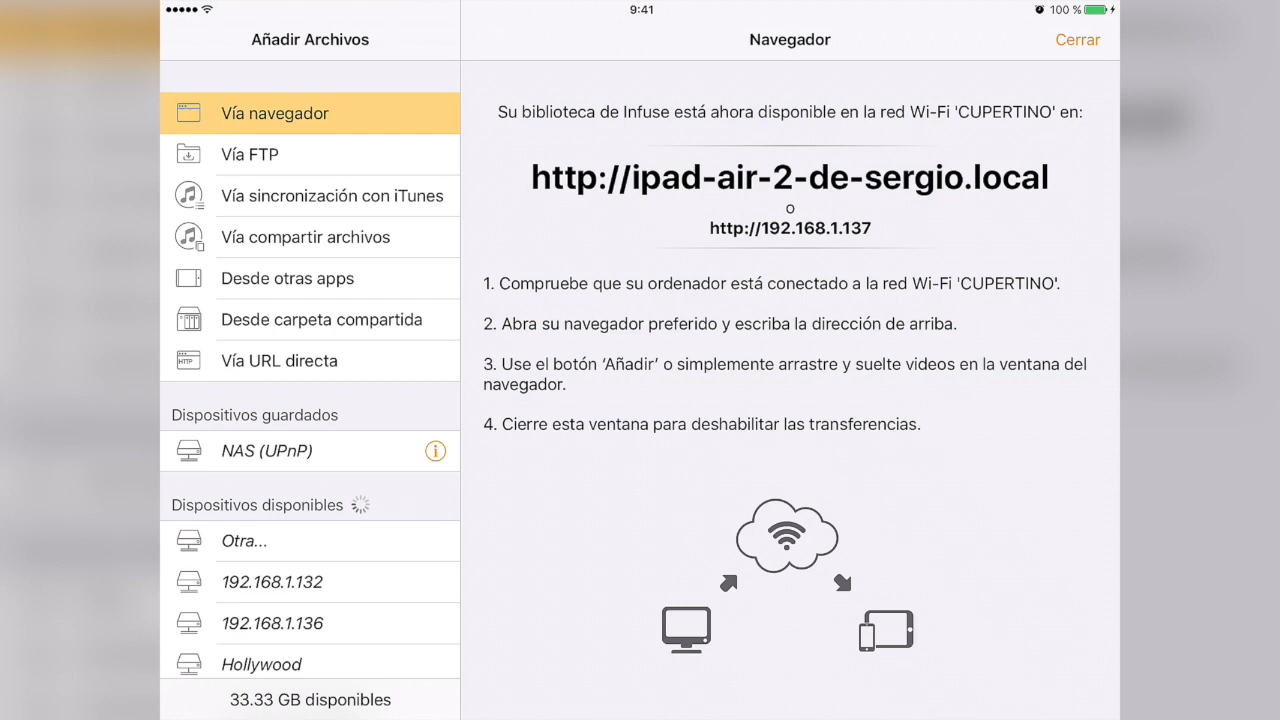 9:41
100 %
Añadir Archivos
Navegador
Cerrar
Vía navegador
Vía FTP
Vía sincronización con iTunes
Vía compartir archivos
Desde otras apps
Desde carpeta compartida
HTTP
Vía URL directa
Dispositivos guardados
NAS (UPnP)
i
Dispositivos disponibles
Otra...
192.168.1.132
192.168.1.136
Hollywood
33.33 GB disponibles
Su biblioteca de Infuse está ahora disponible en la red Wi-Fi 'CUPERTINO' en:
http://ipad-air-2-de-sergio.local
o
http://192.168.1.137
1. Compruebe que su ordenador está conectado a la red Wi-Fi 'CUPERTINO'.
2. Abra su navegador preferido y escriba la dirección de arriba.
3. Use el botón ‘Añadir’ o simplemente arrastre y suelte videos en la ventana del
navegador.
4. Cierre esta ventana para deshabilitar las transferencias.